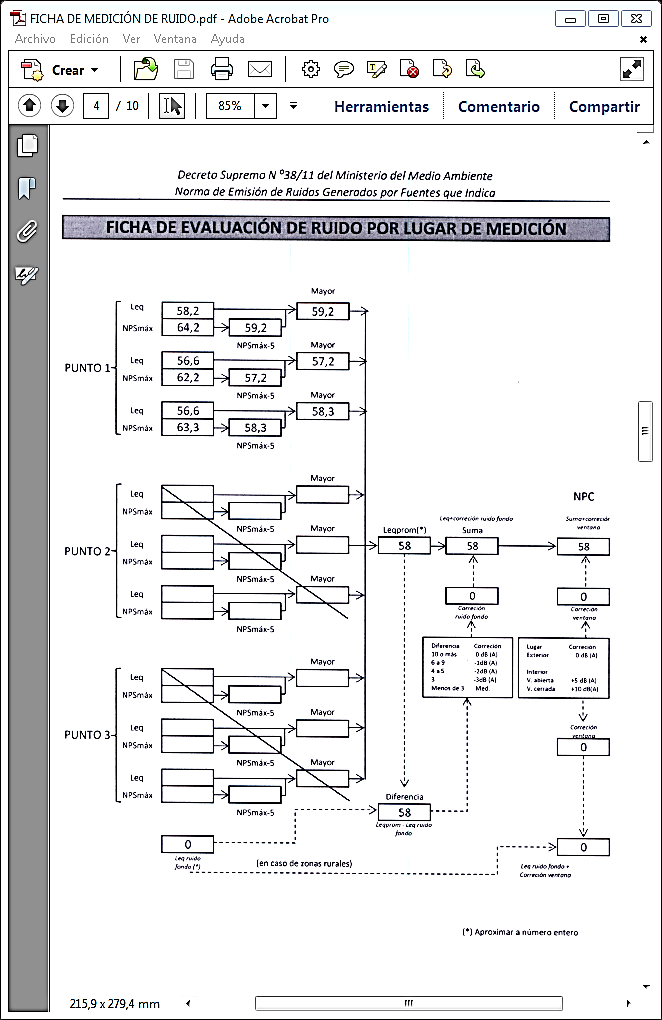 FICHA DE MEDICIÓN DE RUIDO.pdf - Adobe Acrobat Pro
Archivo Edición Ver Ventana Ayuda
Crear
4 / 10 85% Herramientas Comentario Compartir
Decreto Supremo N º38/11 del Ministerio del Medio Ambiente
Norma de Emisión de Ruidos Generados por Fuentes que Indica
FICHA DE EVALUACIÓN DE RUIDO POR LUGAR DE MEDICIÓN
Mayor
Leq 58,2 59,2
NPSmáx 64,2 59,2
NPSmáx-5
Mayor
Leq 56,6 57,2
PUNTO 1
NPSmáx 62,2 57,2
NPSmáx-5
Mayor
Leq 56,6 58,3
NPSmáx 63,3 58,3
NPSmáx-5
Mayor
Leq
NPSmáx
NPSmáx-5
Mayor
Leq
PUNTO 2
NPSmáx
NPSmáx-5
Mayor
Leq
NPSmáx
NPSmáx-5
NPC
Leq+correción ruido fondo
Suma+correción
ventana
Leqprom(*) Suma
58 58 58
0 0
Correción
ruido fondo
Correción
ventana
Diferencia Correción
10 o más 0 dB (A)
6 a 9 -1dB (A)
4 a 5 -2dB (A)
3 -3dB (A)
Menos de 3 Med.
Lugar Correción
Exterior 0 dB (A)
Interior
V. abierta +5 dB (A)
V. cerrada +10 dB(A)
Mayor
Leq
NPSmáx
NPSmáx-5
Mayor
Leq
PUNTO 3
NPSmáx
NPSmáx-5
Mayor
Leq
NPSmáx
NPSmáx-5
Correción
ventana
0
Diferencia
58
Leqprom - Leq ruido
fondo
0
Leq ruido
fondo (*)
(en caso de zonas rurales)
0
Leq ruido fondo +
Correción ventana
(*) Aproximar a número entero
215,9 x 279,4 mm